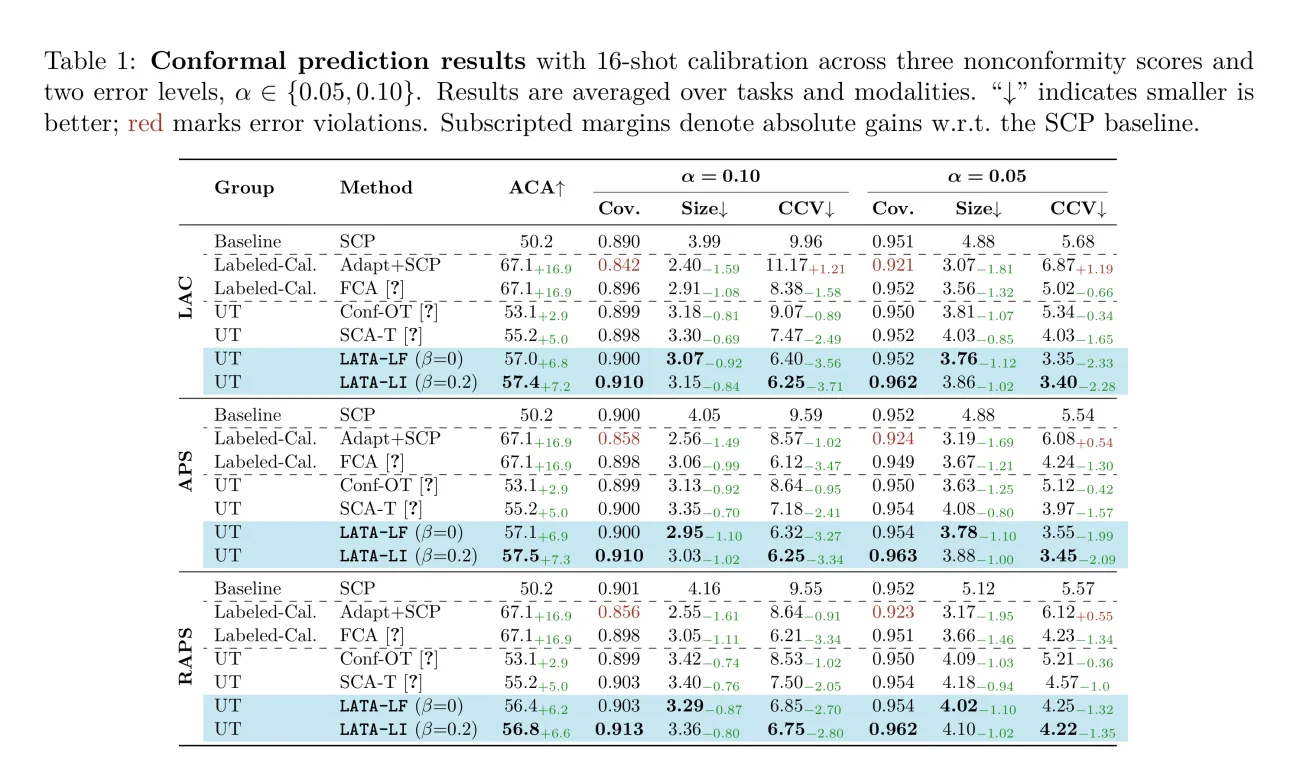 Table 1: Conformal prediction results with 16-shot calibration across three nonconformity scores and
two error levels, α ∈ {0.05, 0.10}. Results are averaged over tasks and modalities. “↓” indicates smaller is
better; red marks error violations. Subscripted margins denote absolute gains w.r.t. the SCP baseline.
Group Method ACA↑ α = 0.10 α = 0.05
Cov. Size↓ CCV↓ Cov. Size↓ CCV↓
LAC
Baseline SCP 50.2 0.890 3.99 9.96 0.951 4.88 5.68
Labeled-Cal. Adapt+SCP 67.1+16.9 0.842 2.40−1.59 11.17+1.21 0.921 3.07−1.81 6.87+1.19
Labeled-Cal. FCA [?] 67.1+16.9 0.896 2.91−1.08 8.38−1.58 0.952 3.56−1.32 5.02−0.66
UT Conf-OT [?] 53.1+2.9 0.899 3.18−0.81 9.07−0.89 0.950 3.81−1.07 5.34−0.34
UT SCA-T [?] 55.2+5.0 0.898 3.30−0.69 7.47−2.49 0.952 4.03−0.85 4.03−1.65
UT LATA-LF (β=0) 57.0+6.8 0.900 3.07−0.92 6.40−3.56 0.952 3.76−1.12 3.35−2.33
UT LATA-LI (β=0.2) 57.4+7.2 0.910 3.15−0.84 6.25−3.71 0.962 3.86−1.02 3.40−2.28
APS
Baseline SCP 50.2 0.900 4.05 9.59 0.952 4.88 5.54
Labeled-Cal. Adapt+SCP 67.1+16.9 0.858 2.56−1.49 8.57−1.02 0.924 3.19−1.69 6.08+0.54
Labeled-Cal. FCA [?] 67.1+16.9 0.898 3.06−0.99 6.12−3.47 0.949 3.67−1.21 4.24−1.30
UT Conf-OT [?] 53.1+2.9 0.899 3.13−0.92 8.64−0.95 0.950 3.63−1.25 5.12−0.42
UT SCA-T [?] 55.2+5.0 0.900 3.35−0.70 7.18−2.41 0.954 4.08−0.80 3.97−1.57
UT LATA-LF (β=0) 57.1+6.9 0.900 2.95−1.10 6.32−3.27 0.954 3.78−1.10 3.55−1.99
UT LATA-LI (β=0.2) 57.5+7.3 0.910 3.03−1.02 6.25−3.34 0.963 3.88−1.00 3.45−2.09
RAPS
Baseline SCP 50.2 0.901 4.16 9.55 0.952 5.12 5.57
Labeled-Cal. Adapt+SCP 67.1+16.9 0.856 2.55−1.61 8.64−0.91 0.923 3.17−1.95 6.12+0.55
Labeled-Cal. FCA [?] 67.1+16.9 0.898 3.05−1.11 6.21−3.34 0.951 3.66−1.46 4.23−1.34
UT Conf-OT [?] 53.1+2.9 0.899 3.42−0.74 8.53−1.02 0.950 4.09−1.03 5.21−0.36
UT SCA-T [?] 55.2+5.0 0.903 3.40−0.76 7.50−2.05 0.954 4.18−0.94 4.57−1.0
UT LATA-LF (β=0) 56.4+6.2 0.903 3.29−0.87 6.85−2.70 0.954 4.02−1.10 4.25−1.32
UT LATA-LI (β=0.2) 56.8+6.6 0.913 3.36−0.80 6.75−2.80 0.962 4.10−1.02 4.22−1.35